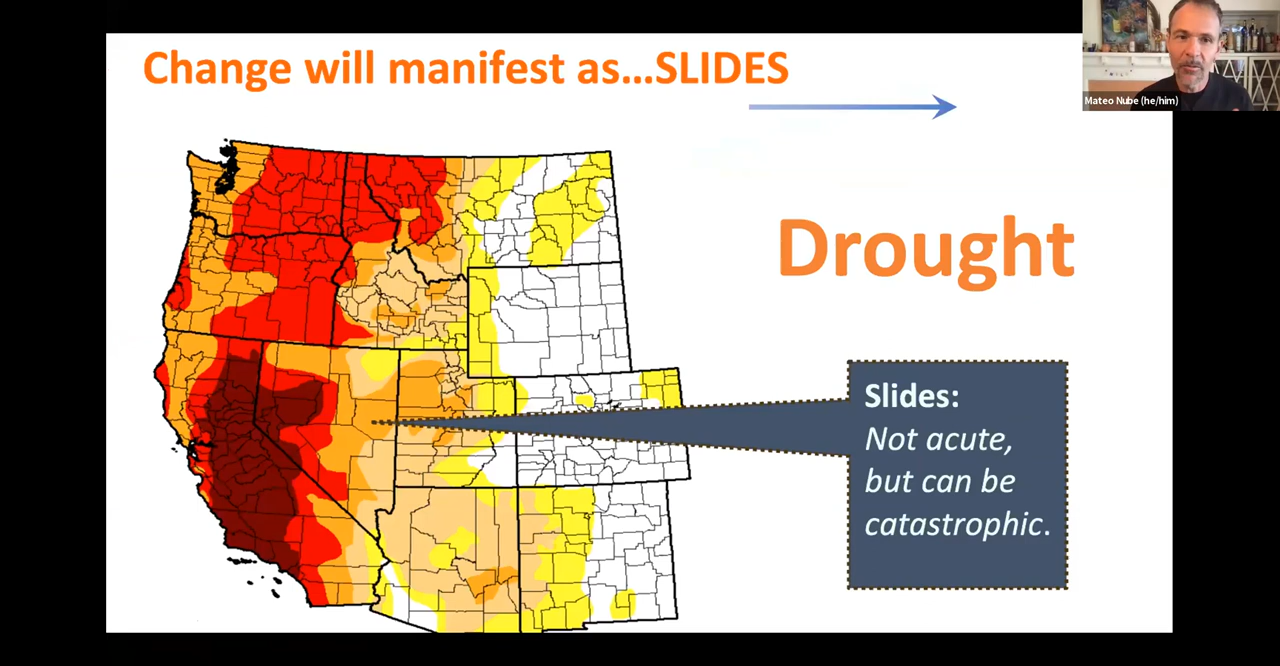 Change will manifest as...SLIDES
Mateo Nube (he/him)
Drought
Slides:
Not acute,
but can be
catastrophic.